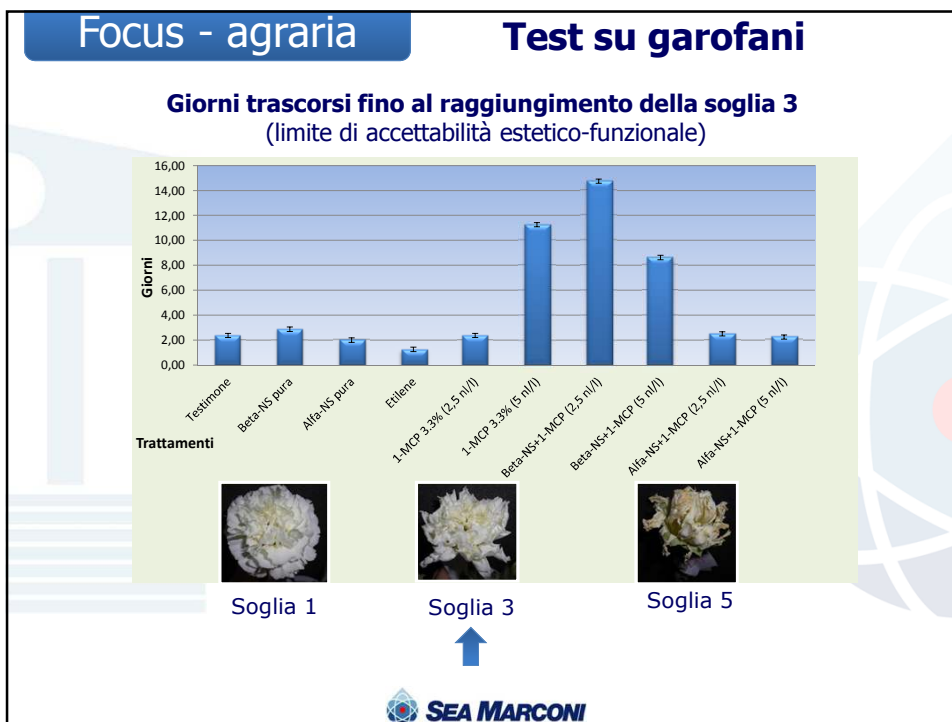 Focus - agraria
Test su garofani
Giorni trascorsi fino al raggiungimento della soglia 3
(limite di accettabilità estetico-funzionale)
16,00
14,00
12,00
10,00
8,00
6,00
4,00
2,00
0,00
Giorni
Testimone
Beta-NS pura
Alfa-NS pura
Etilene
1-MCP 3.3% (2,5 nl/l)
1-MCP 3.3% (5 nl/l)
Beta-NS+1-MCP (2,5 nl/l)
Beta-NS+1-MCP (5 nl/l)
Alfa-NS+1-MCP (2,5 nl/l)
Alfa-NS+1-MCP (5 nl/l)
Trattamenti
Soglia 1
Soglia 3
Soglia 5
SEA MARCONI